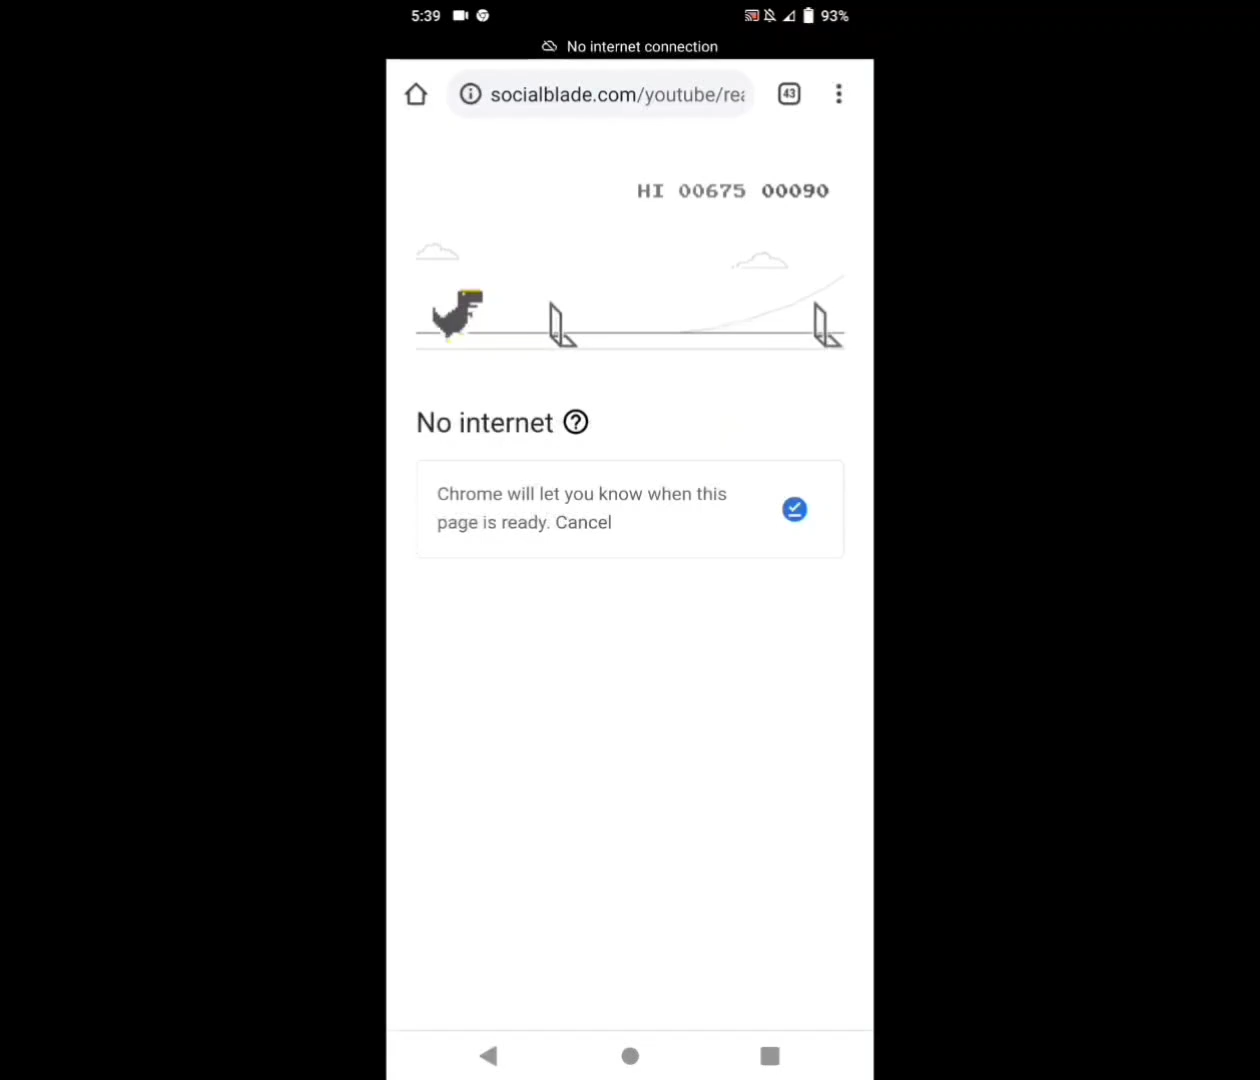 5:39
93%
No internet connection
socialblade.com/youtube/rea
43
HI 00675 00090
No internet
Chrome will let you know when this
page is ready. Cancel